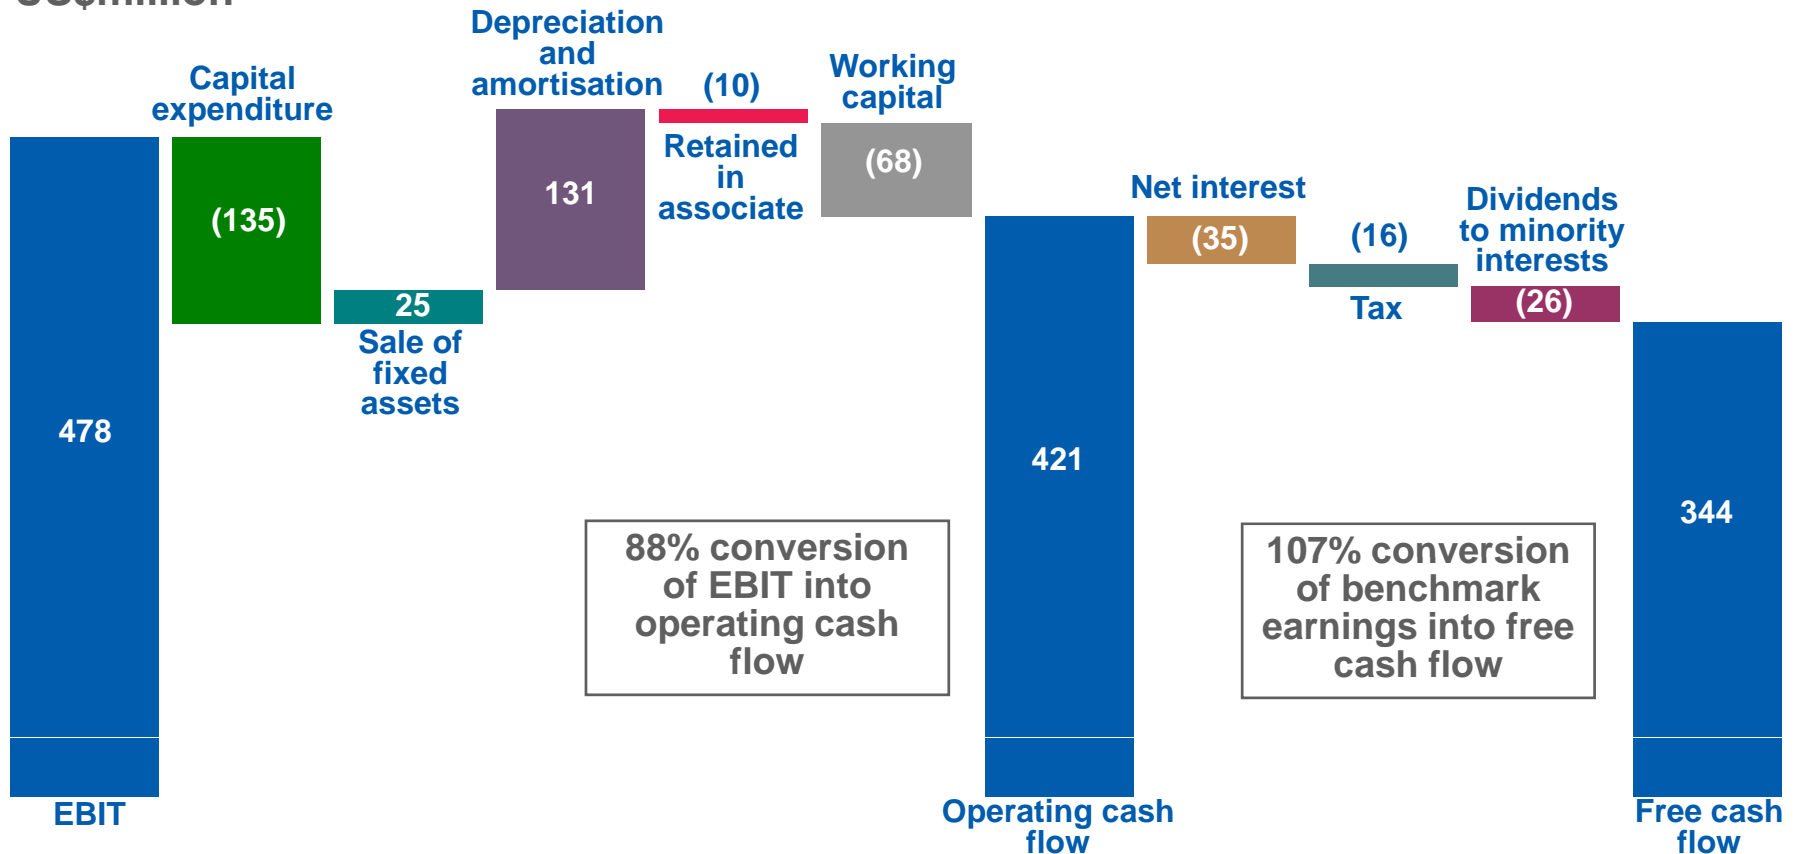 US$million
Depreciation
and
amortisation
Capital
expenditure
(10)
Working
capital
Retained
in
associate
(135)
131
(68)
25
Sale of
fixed
assets
Net interest
(35)
(16)
Tax
Dividends
to minority
interests
(26)
478
421
344
88% conversion
of EBIT into
operating cash
flow
107% conversion
of benchmark
earnings into free
cash flow
EBIT
Operating cash
flow
Free cash
flow